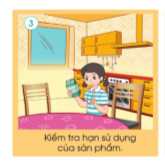 3
Kiểm tra hạn sử dụng
của sản phẩm.